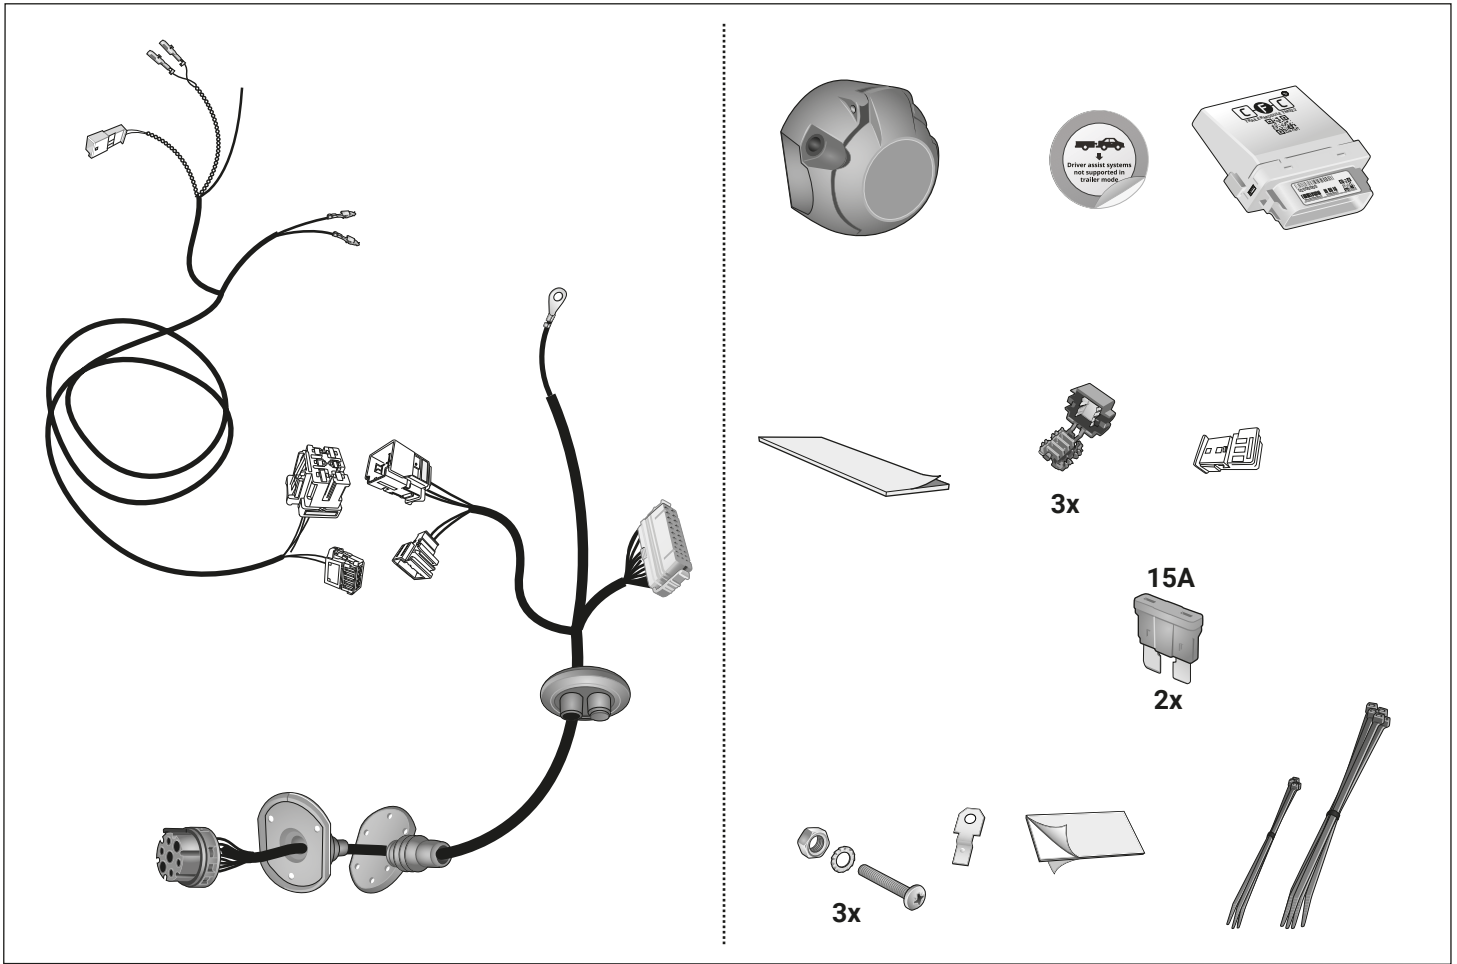 C F C
Driver assist systems
not supported in
trailer mode
3x
15A
2x
3x